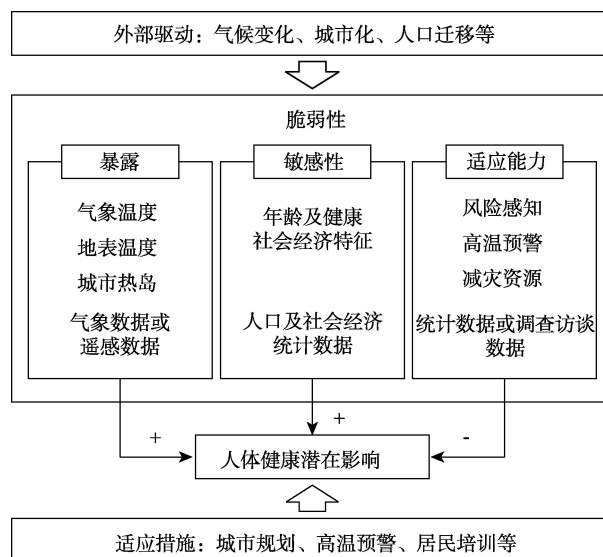 外部驱动：气候变化、城市化、人口迁移等
脆弱性
暴露
气象温度
地表温度
城市热岛
气象数据或
遥感数据
敏感性
年龄及健康
社会经济特征
人口及社会经济
统计数据
适应能力
风险感知
高温预警
减灾资源
统计数据或调查访谈
数据
+
+
-
人体健康潜在影响
适应措施：城市规划、高温预警、居民培训等